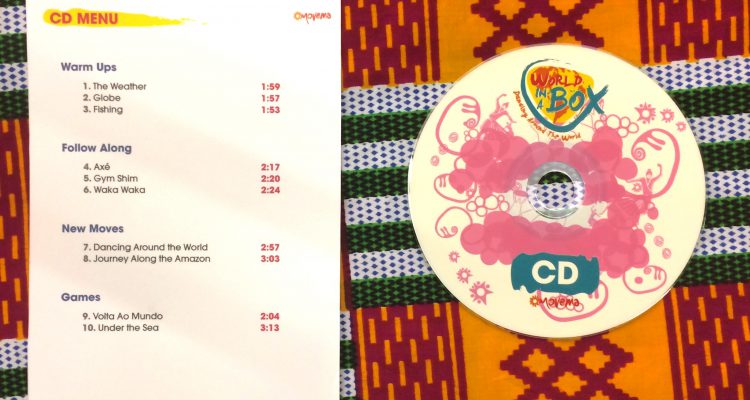 CD MENU
Movema
Warm Ups
1. The Weather 1:59
2. Globe 1:57
3. Fishing 1:53
Follow Along
4. Axé 2:17
5. Gym Shim 2:20
6. Waka Waka 2:24
New Moves
7. Dancing Around the World 2:57
8. Journey Along the Amazon 3:03
Games
9. Volta Ao Mundo 2:04
10. Under the Sea 3:13
WORLD
IN
A
BOX
Dancing Around The World
CD
Movema